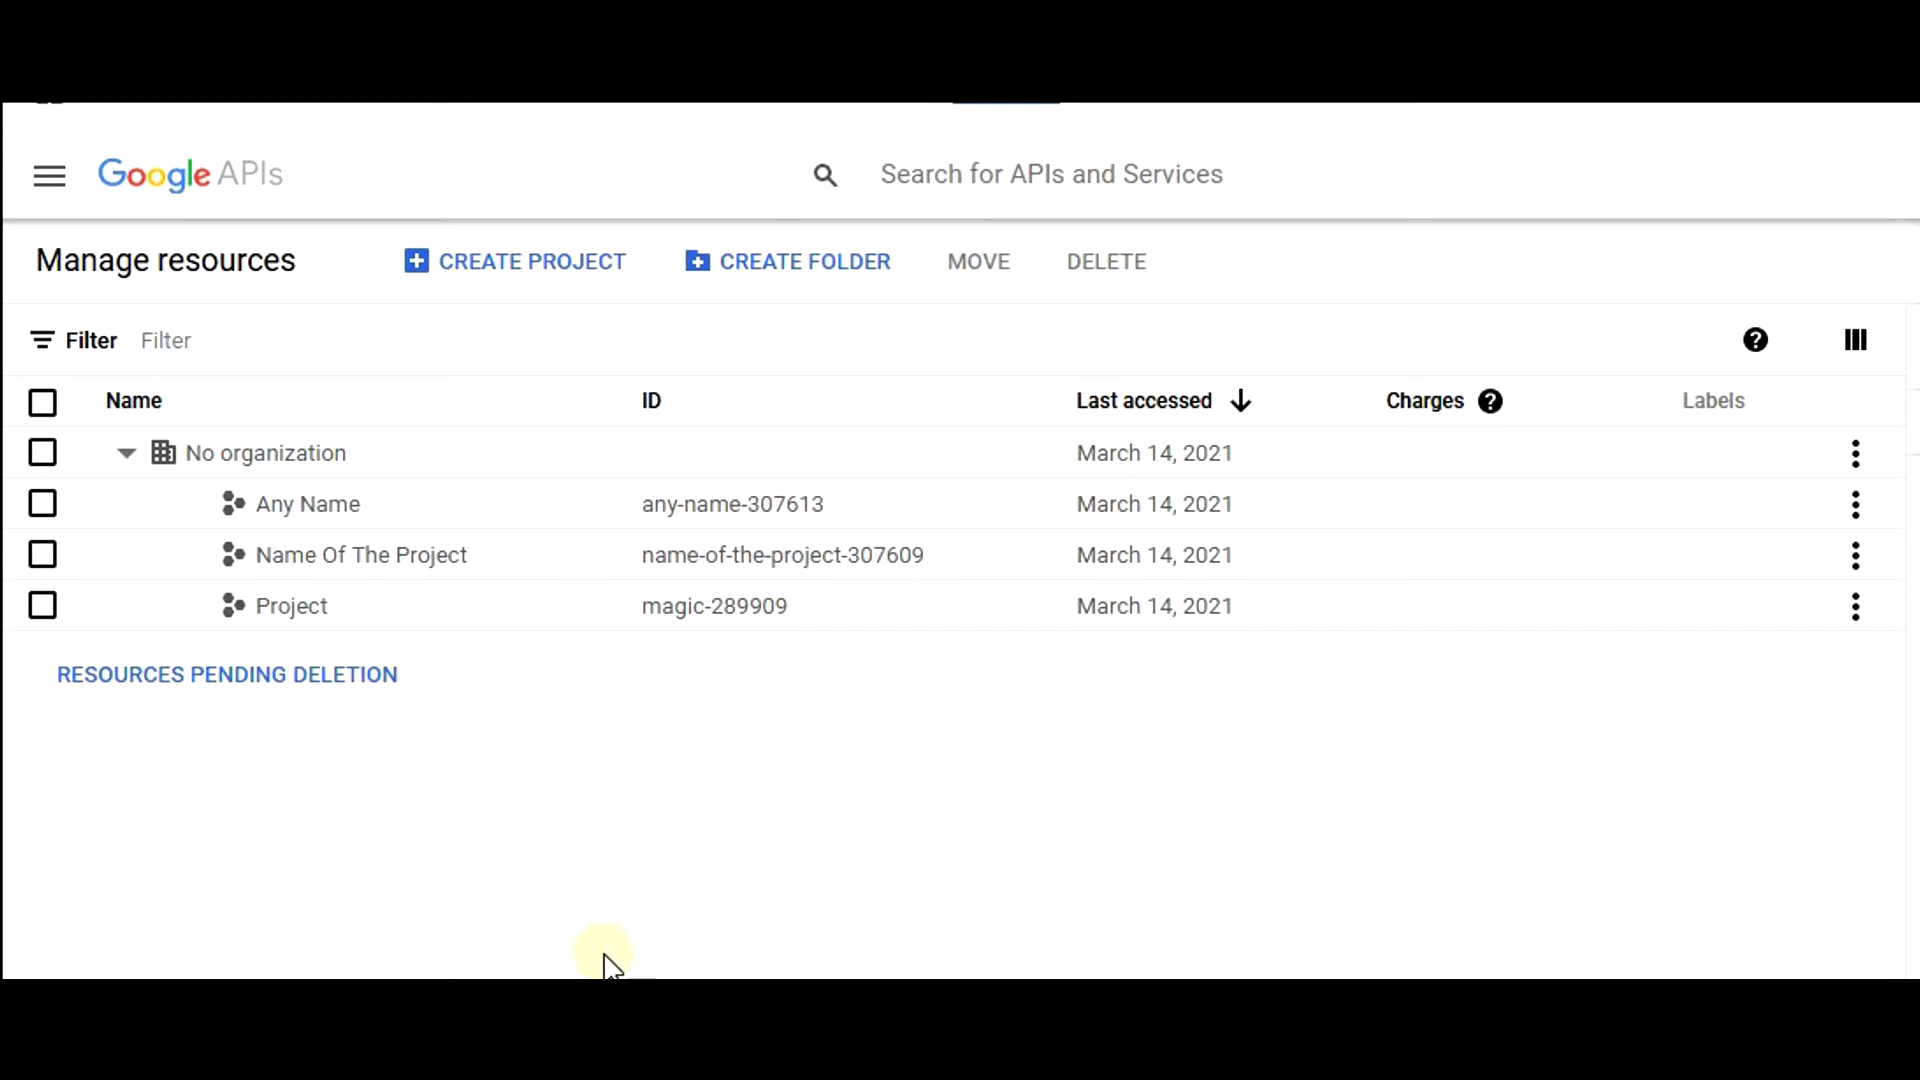 Google APIs
Search for APIs and Services
Manage resources
CREATE PROJECT
CREATE FOLDER
MOVE
DELETE
Filter Filter
Name ID Last accessed Charges Labels
No organization March 14, 2021
Any Name any-name-307613 March 14, 2021
Name Of The Project name-of-the-project-307609 March 14, 2021
Project magic-289909 March 14, 2021
RESOURCES PENDING DELETION